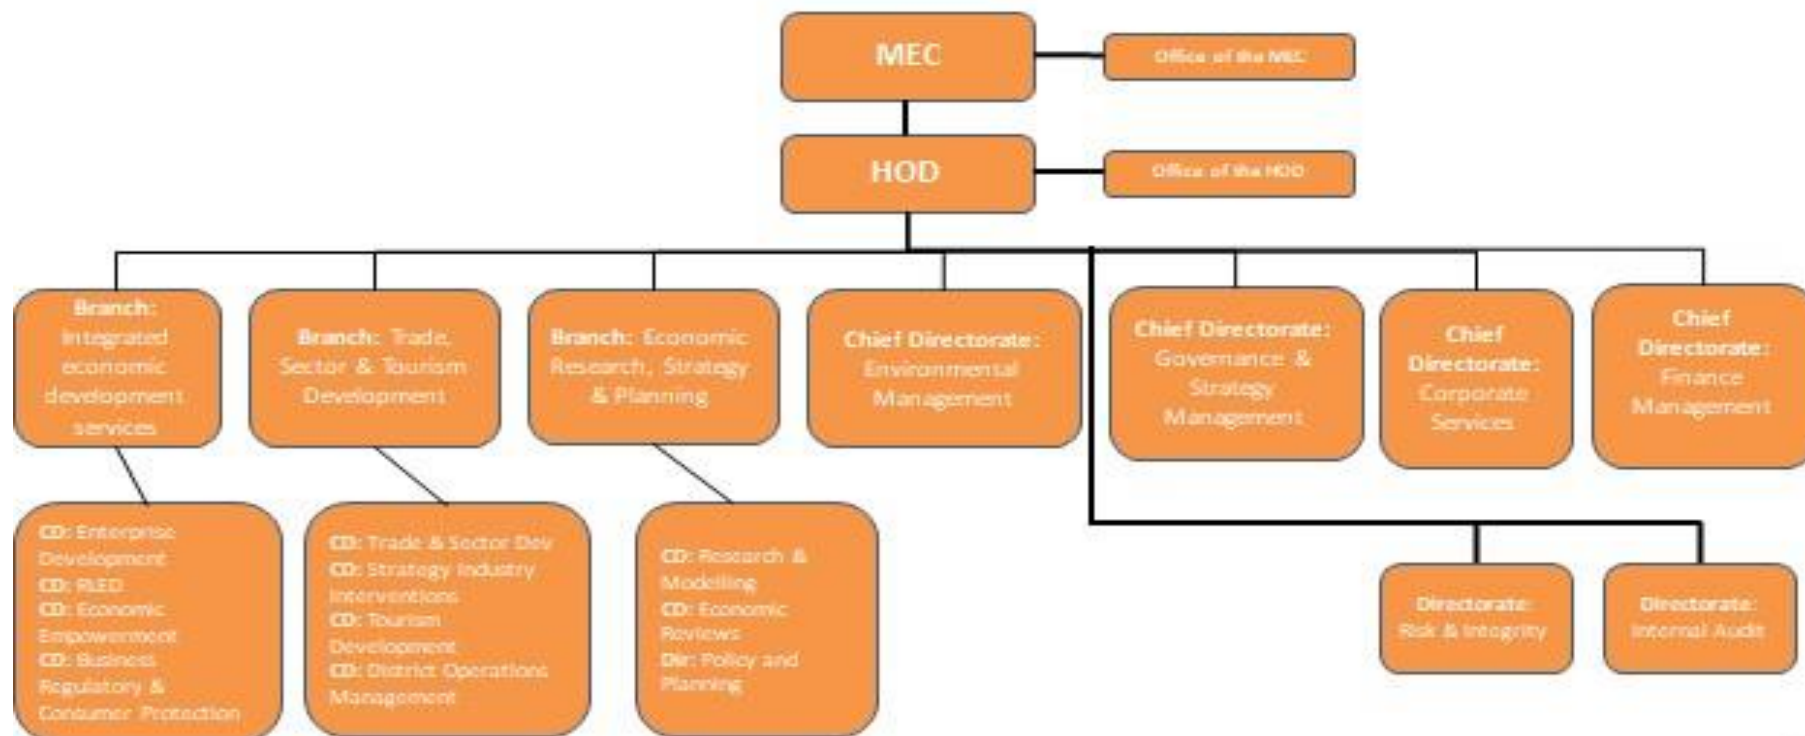 MEC
Office of the MEC
HOD
Office of the HOD
Branch:
Integrated
economic
development
services
Branch: Trade,
Sector & Tourism
Development
Branch: Economic
Research, Strategy
& Planning
Chief Directorate:
Environmental
Management
Chief Directorate:
Governance &
Strategy
Management
Chief
Directorate:
Corporate
Services
Chief
Directorate:
Finance
Management
CD: Enterprise
Development
CD: RLED
CD: Economic
Empowerment
CD: Business
Regulatory &
Consumer Protection
CD: Trade & Sector Dev
CD: Strategy Industry
Interventions
CD: Tourism
Development
CD: District Operations
Management
CD: Research &
Modelling
CD: Economic
Reviews
Dir: Policy and
Planning
Directorate:
Risk & Integrity
Directorate:
Internal Audit